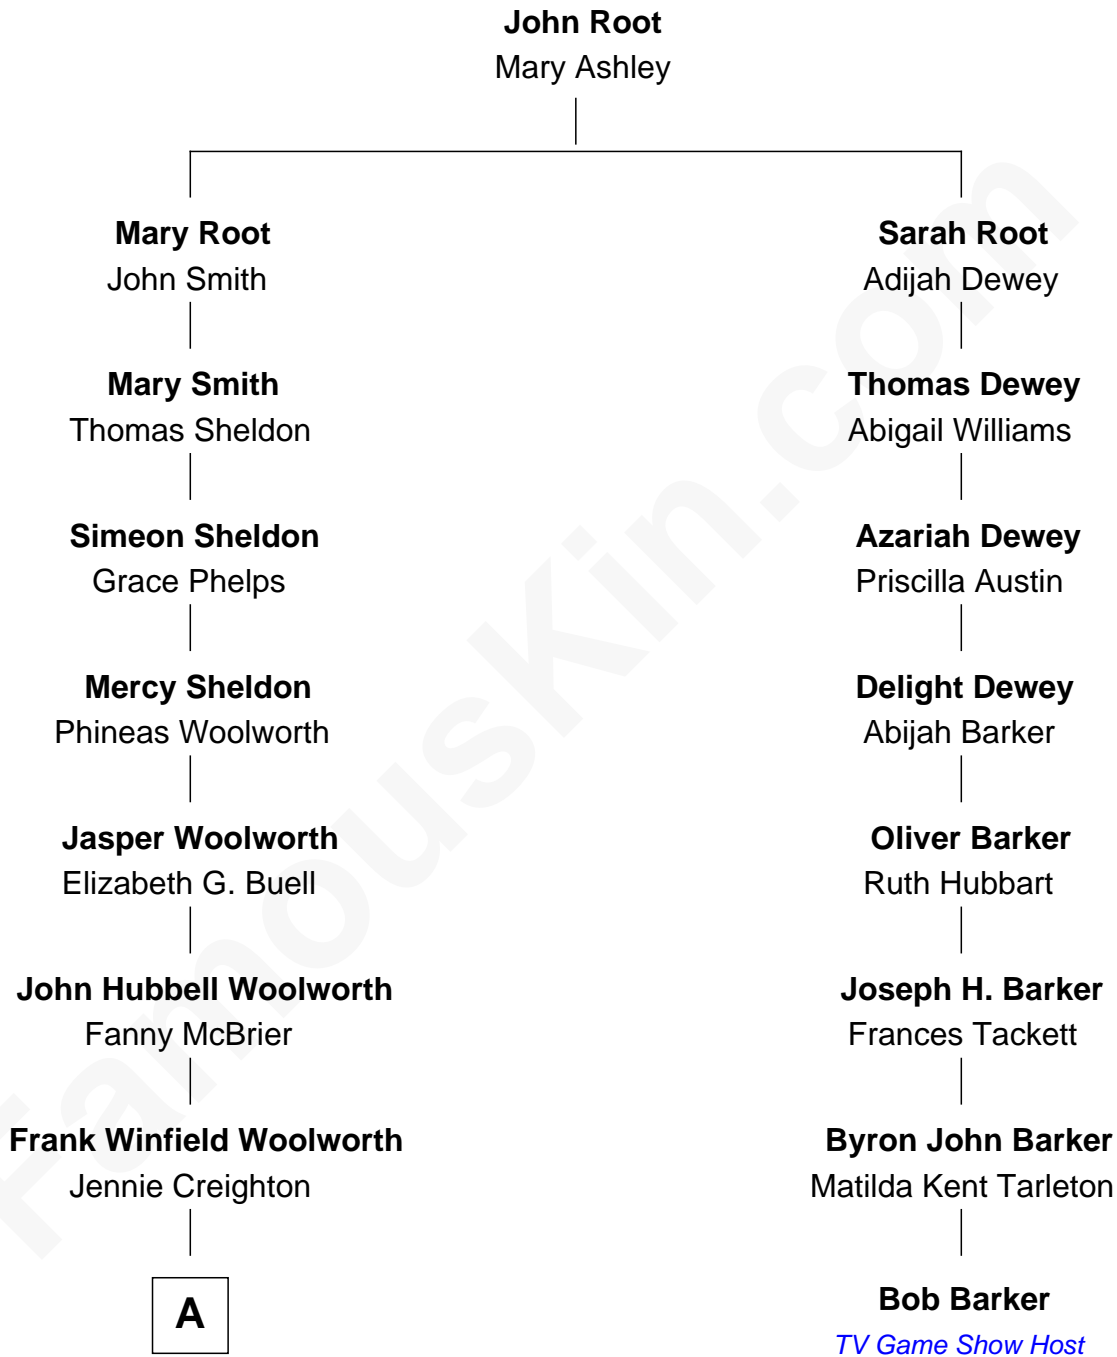 John Root
Mary Ashley
Mary Root
John Smith
Sarah Root
Adijah Dewey
Mary Smith
Thomas Sheldon
Thomas Dewey
Abigail Williams
Simeon Sheldon
Grace Phelps
Azariah Dewey
Priscilla Austin
Mercy Sheldon
Phineas Woolworth
Delight Dewey
Abijah Barker
Jasper Woolworth
Elizabeth G. Buell
Oliver Barker
Ruth Hubbart
John Hubbell Woolworth
Fanny McBrier
Joseph H. Barker
Frances Tackett
Frank Winfield Woolworth
Jennie Creighton
Byron John Barker
Matilda Kent Tarleton
A
Bob Barker
TV Game Show Host
FamousKin.com